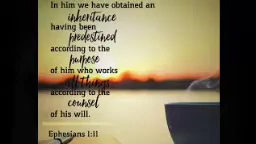 In him we have obtained an
inheritance
having been
predestined
according to the
purpose
of him who works
all things
according to the
counsel
of his will.
Ephesians 1:11